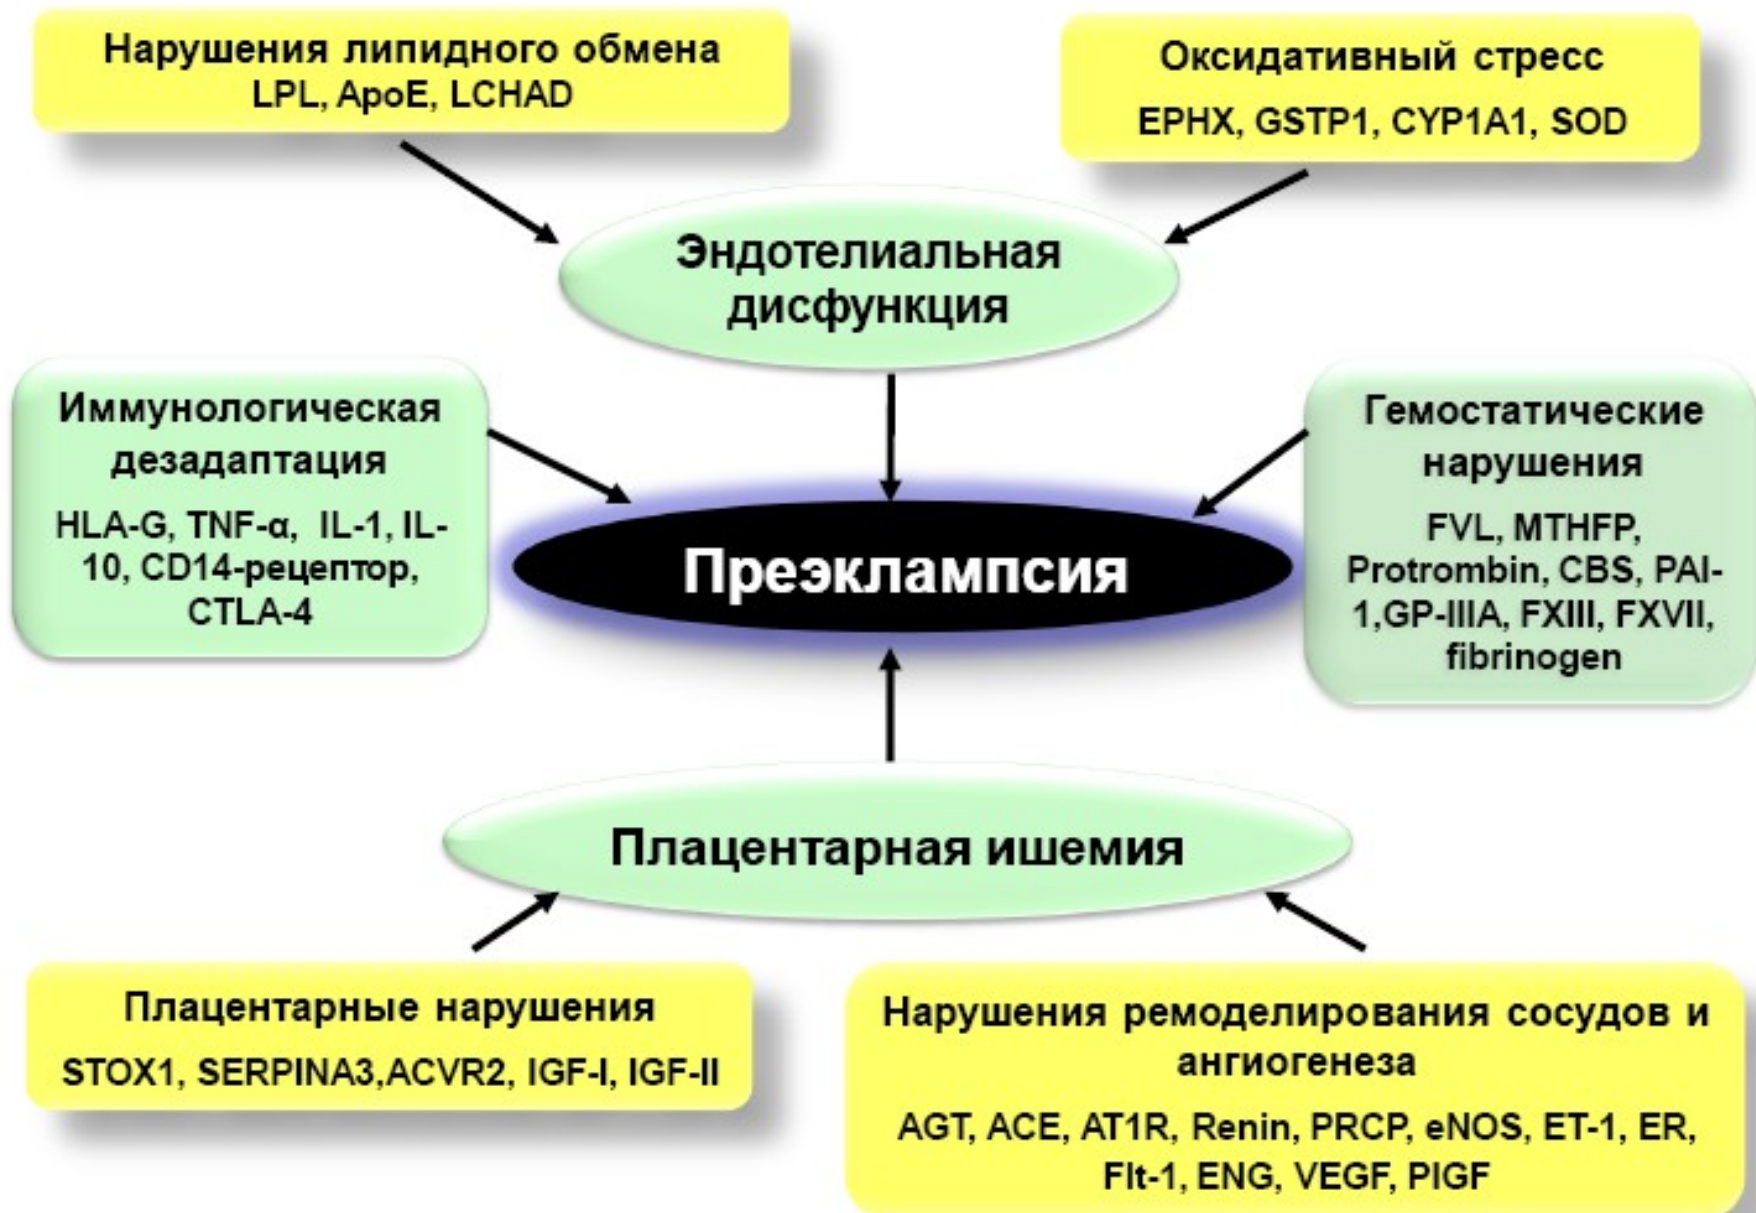 Нарушения липидного обмена
LPL, ApoE, LCHAD
Оксидативный стресс
EPHX, GSTP1, CYP1A1, SOD
Эндотелиальная
дисфункция
Иммунологическая
дезадаптация
HLA-G, TNF-α, IL-1, IL-
10, CD14-рецептор,
CTLA-4
Гемостатические
нарушения
FVL, MTHFP,
Protrombin, CBS, PAI-
1,GP-IIIA, FXIII, FXVII,
fibrinogen
Преэклампсия
Плацентарная ишемия
Плацентарные нарушения
STOX1, SERPINA3,ACVR2, IGF-I, IGF-II
Нарушения ремоделирования сосудов и
ангиогенеза
AGT, ACE, AT1R, Renin, PRCP, eNOS, ET-1, ER,
Flt-1, ENG, VEGF, PIGF